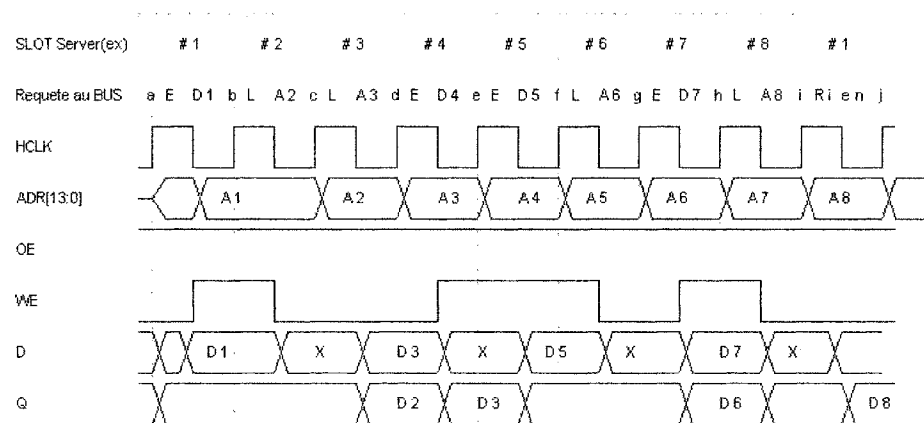 SLOT Server(ex) #1 #2 #3 #4 #5 #6 #7 #8 #1
Requete au BUS a E D1 b L A2 c L A3 d E D4 e E D5 f L A6 g E D7 h L A8 i Rien j
HCLK
ADR[13:0] A1 A2 A3 A4 A5 A6 A7 A8
OE
WE
D D1 X D3 X D5 X D7 X
Q D2 D3 D6 D8